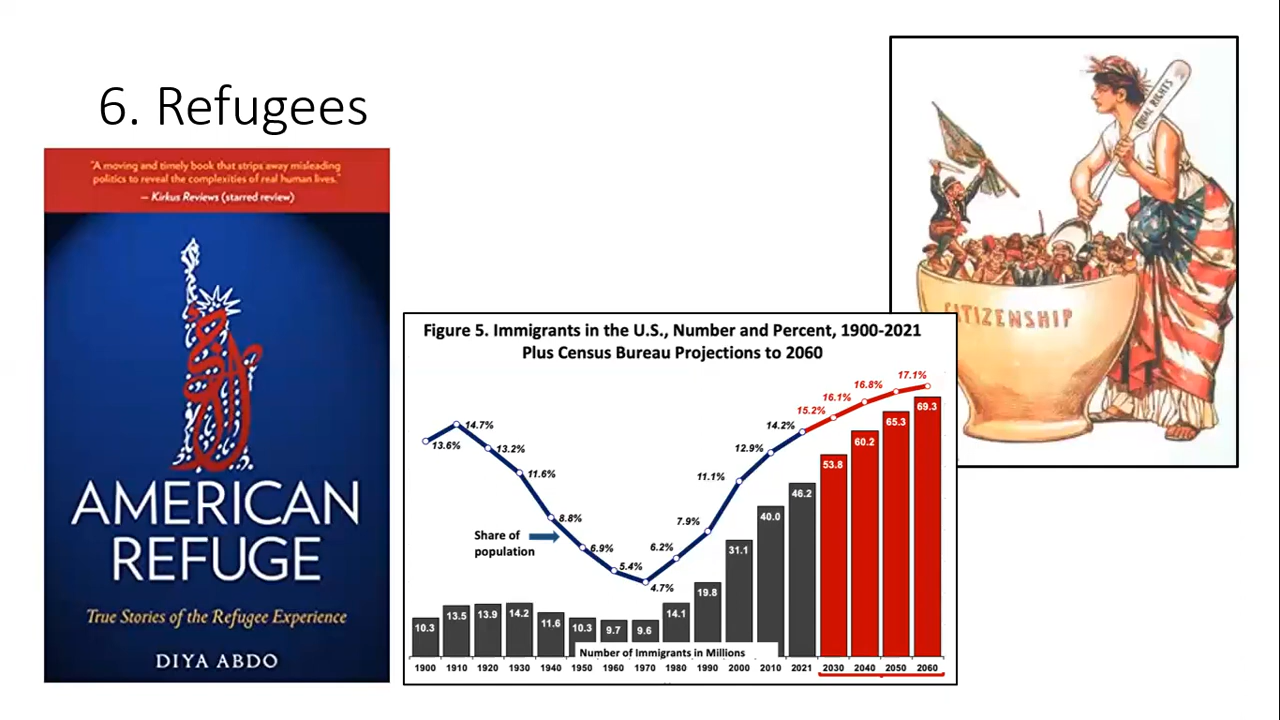 6. Refugees
"A moving and timely book that strips away misleading
politics to reveal the complexities of real human lives."
— Kirkus Reviews (starred review)
AMERICAN
REFUGE
True Stories of the Refugee Experience
DIYA ABDO
Figure 5. Immigrants in the U.S., Number and Percent, 1900-2021
Plus Census Bureau Projections to 2060
13.6% 14.7% 13.2% 11.6% 8.8% 6.9% 5.4% 4.7% 6.2% 7.9% 11.1% 12.9% 14.2% 15.2% 16.1% 16.8% 17.1%
Share of
population
10.3 13.5 13.9 14.2 11.6 10.3 9.7 9.6 14.1 19.8 31.1 40.0 46.2 53.8 60.2 65.3 69.3
Number of Immigrants in Millions
1900 1910 1920 1930 1940 1950 1960 1970 1980 1990 2000 2010 2021 2030 2040 2050 2060
EQUAL RIGHTS
CITIZENSHIP